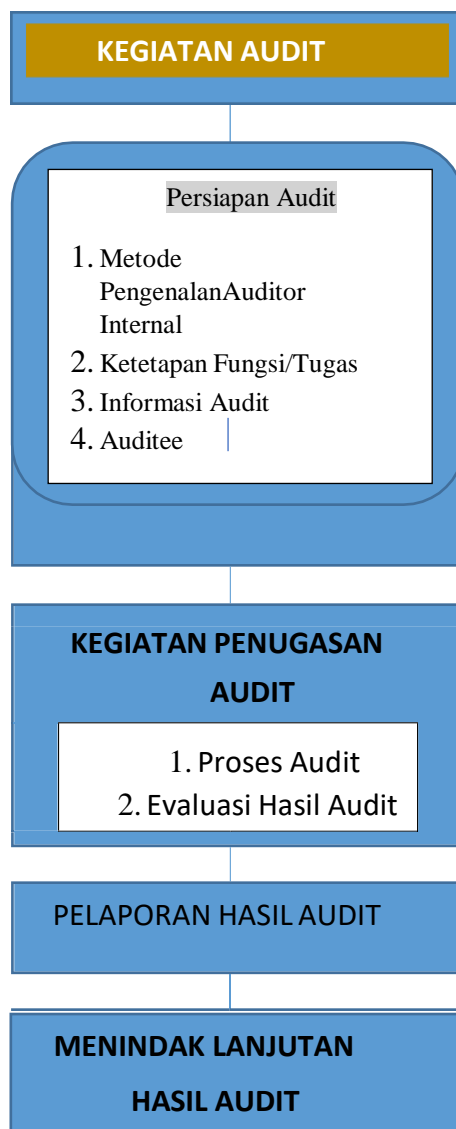 KEGIATAN AUDIT
Persiapan Audit
1. Metode
PengenalanAuditor
Internal
2. Ketetapan Fungsi/Tugas
3. Informasi Audit
4. Auditee
KEGIATAN PENUGASAN
AUDIT
1. Proses Audit
2. Evaluasi Hasil Audit
PELAPORAN HASIL AUDIT
MENINDAK LANJUTAN
HASIL AUDIT